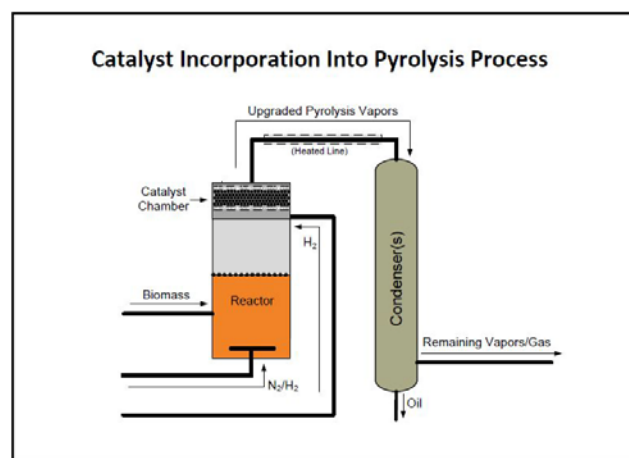 Catalyst Incorporation Into Pyrolysis Process
Upgraded Pyrolysis Vapors
(Heated Line)
Catalyst
Chamber
H₂
Biomass
Reactor
Condenser(s)
Remaining Vapors/Gas
N₂/H₂
Oil